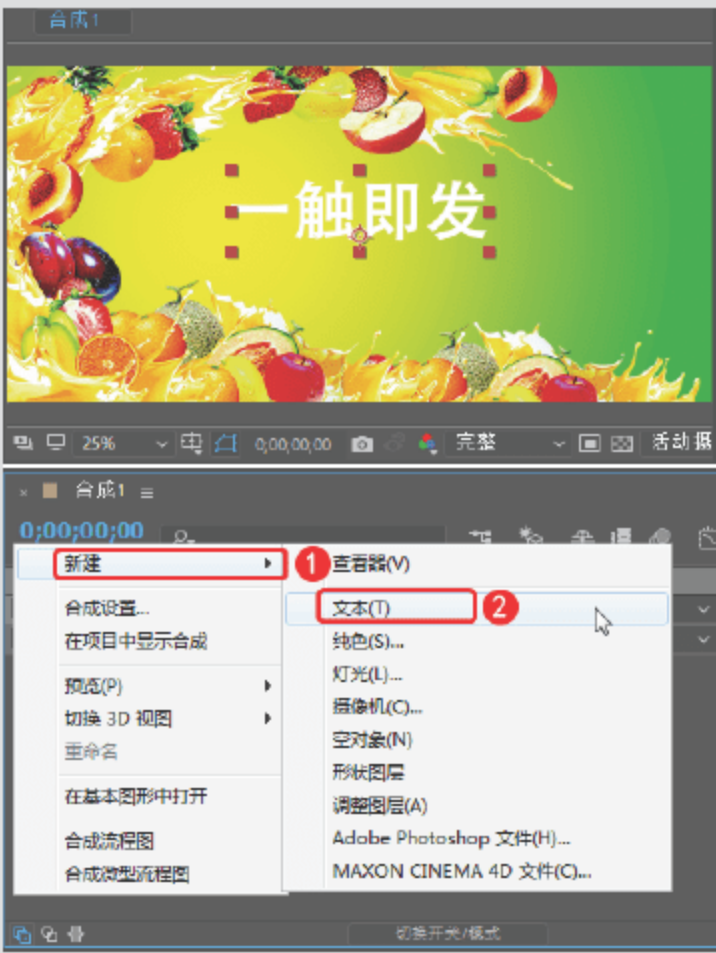 合成1
一触即发
25%
0;00;00;00
完整
活动摄
× 合成1
0;00;00;00
新建
1
查看器(V)
合成设置...
文本(T)
2
在项目中显示合成
纯色(S)...
预览(P)
灯光(L)...
切换 3D 视图
摄像机(C)...
重命名
空对象(N)
形状图层
在基本图形中打开
调整图层(A)
合成流程图
Adobe Photoshop 文件(H)...
合成微型流程图
MAXON CINEMA 4D 文件(C)...
切换开关/模式